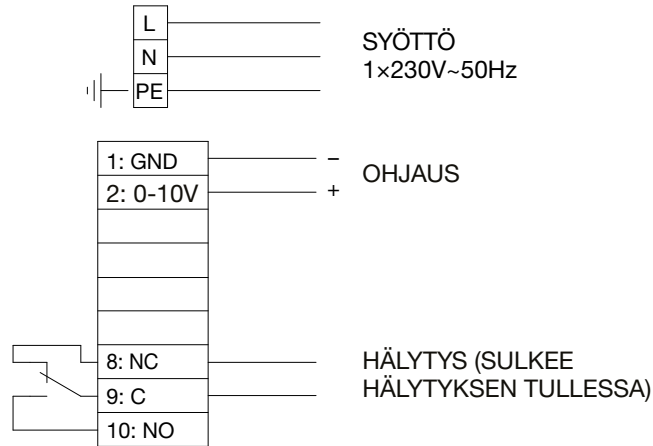 L
N
PE
SYÖTTÖ
1×230V~50Hz
1: GND
2: 0-10V
−
+
OHJAUS
8: NC
9: C
10: NO
HÄLYTYS (SULKEE
HÄLYTYKSEN TULLESSA)